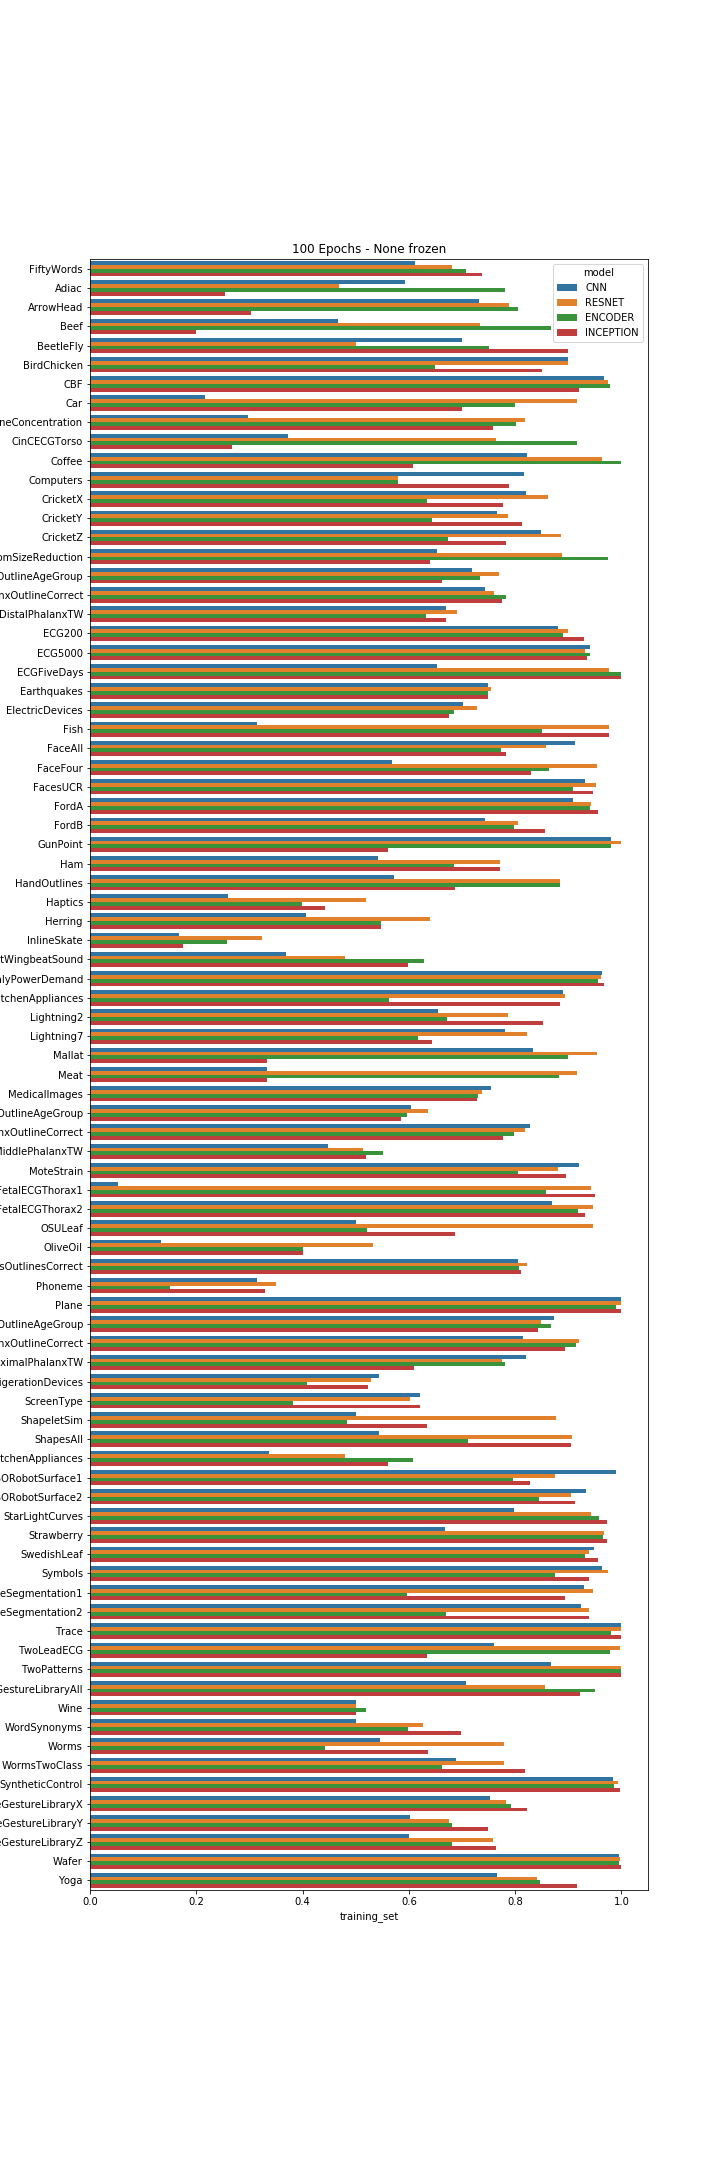 100 Epochs - None frozen
model
CNN
RESNET
ENCODER
INCEPTION
FiftyWords
Adiac
ArrowHead
Beef
BeetleFly
BirdChicken
CBF
Car
neConcentration
CinCECGTorso
Coffee
Computers
CricketX
CricketY
CricketZ
omSizeReduction
OutlineAgeGroup
nxOutlineCorrect
DistalPhalanxTW
ECG200
ECG5000
ECGFiveDays
Earthquakes
ElectricDevices
Fish
FaceAll
FaceFour
FacesUCR
FordA
FordB
GunPoint
Ham
HandOutlines
Haptics
Herring
InlineSkate
tWingbeatSound
alyPowerDemand
tchenAppliances
Lightning2
Lightning7
Mallat
Meat
MedicalImages
OutlineAgeGroup
nxOutlineCorrect
MiddlePhalanxTW
MoteStrain
FetalECGThorax1
FetalECGThorax2
OSULeaf
OliveOil
sOutlinesCorrect
Phoneme
Plane
OutlineAgeGroup
nxOutlineCorrect
oximalPhalanxTW
igerationDevices
ScreenType
ShapeletSim
ShapesAll
tchenAppliances
BORobotSurface1
BORobotSurface2
StarLightCurves
Strawberry
SwedishLeaf
Symbols
eSegmentation1
eSegmentation2
Trace
TwoLeadECG
TwoPatterns
GestureLibraryAll
Wine
WordSynonyms
Worms
WormsTwoClass
SyntheticControl
eGestureLibraryX
eGestureLibraryY
eGestureLibraryZ
Wafer
Yoga
0.0 0.2 0.4 0.6 0.8 1.0
training_set